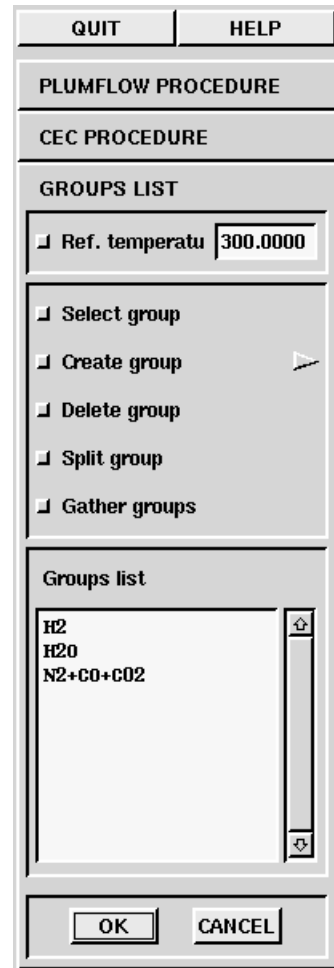 QUIT HELP
PLUMFLOW PROCEDURE
CEC PROCEDURE
GROUPS LIST
Ref. temperatu 300.0000
Select group
Create group
Delete group
Split group
Gather groups
Groups list
H2
H2O
N2+CO+CO2
OK CANCEL